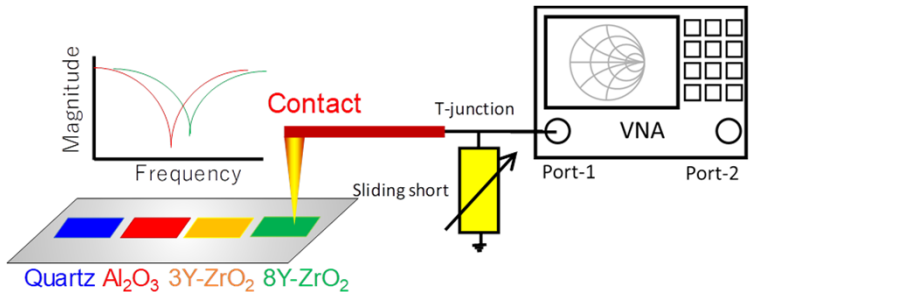 Magnitude
Frequency
Contact
T-junction
Sliding short
VNA
Port-1
Port-2
Quartz Al₂O₃ 3Y-ZrO₂ 8Y-ZrO₂